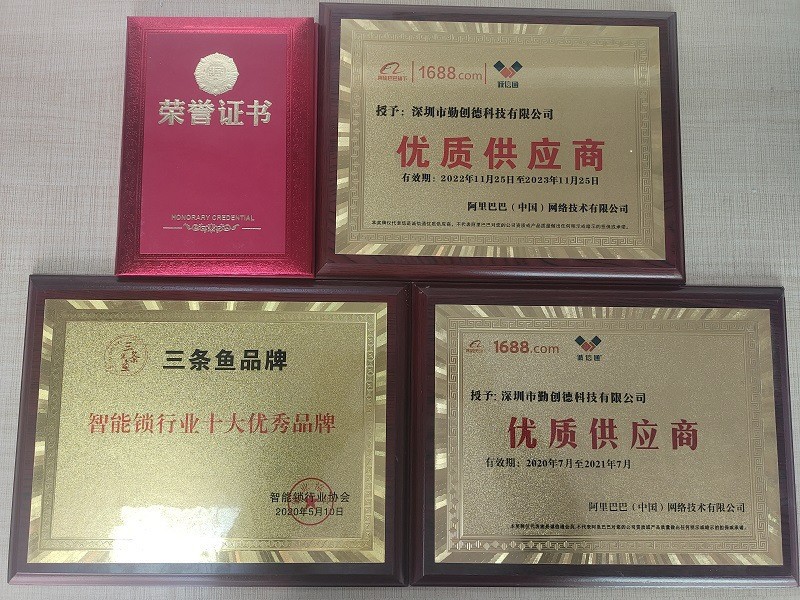 荣誉证书
HONORARY CREDENTIAL
1688.com
诚信通
授予：深圳市勤创德科技有限公司
优质供应商
有效期：2022年11月25日至2023年11月25日
阿里巴巴（中国）网络技术有限公司
三条鱼品牌
智能锁行业十大优秀品牌
智能锁行业协会
2020年5月10日
1688.com
诚信通
授予：深圳市勤创德科技有限公司
优质供应商
有效期：2020年7月至2021年7月
阿里巴巴（中国）网络技术有限公司